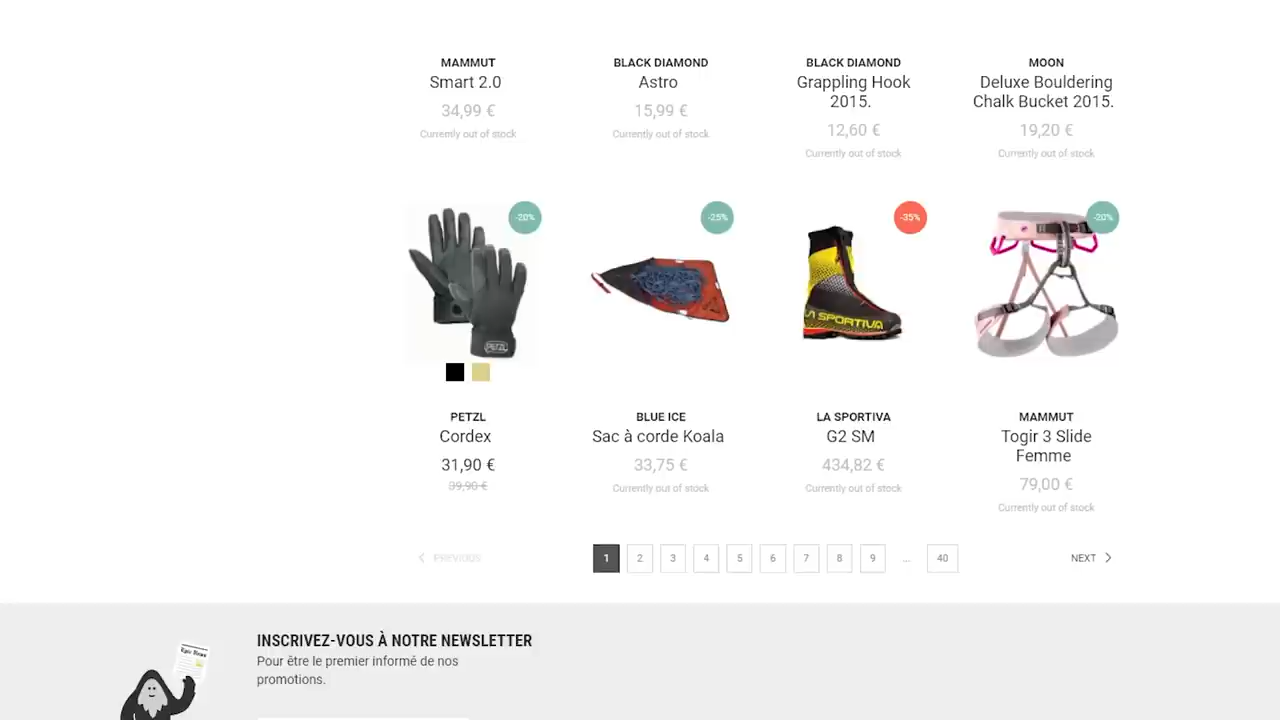 MAMMUT
Smart 2.0
34,99 €
Currently out of stock
BLACK DIAMOND
Astro
15,99 €
Currently out of stock
BLACK DIAMOND
Grappling Hook
2015.
12,60 €
Currently out of stock
MOON
Deluxe Bouldering
Chalk Bucket 2015.
19,20 €
Currently out of stock
-20%
PETZL
PETZL
Cordex
31,90 €
39,90 €
-25%
BLUE ICE
Sac à corde Koala
33,75 €
Currently out of stock
-35%
LA SPORTIVA
LA SPORTIVA
G2 SM
434,82 €
Currently out of stock
-20%
MAMMUT
Togir 3 Slide
Femme
79,00 €
Currently out of stock
PREVIOUS 1 2 3 4 5 6 7 8 9 ... 40 NEXT
Epic News
INSCRIVEZ-VOUS À NOTRE NEWSLETTER
Pour être le premier informé de nos
promotions.